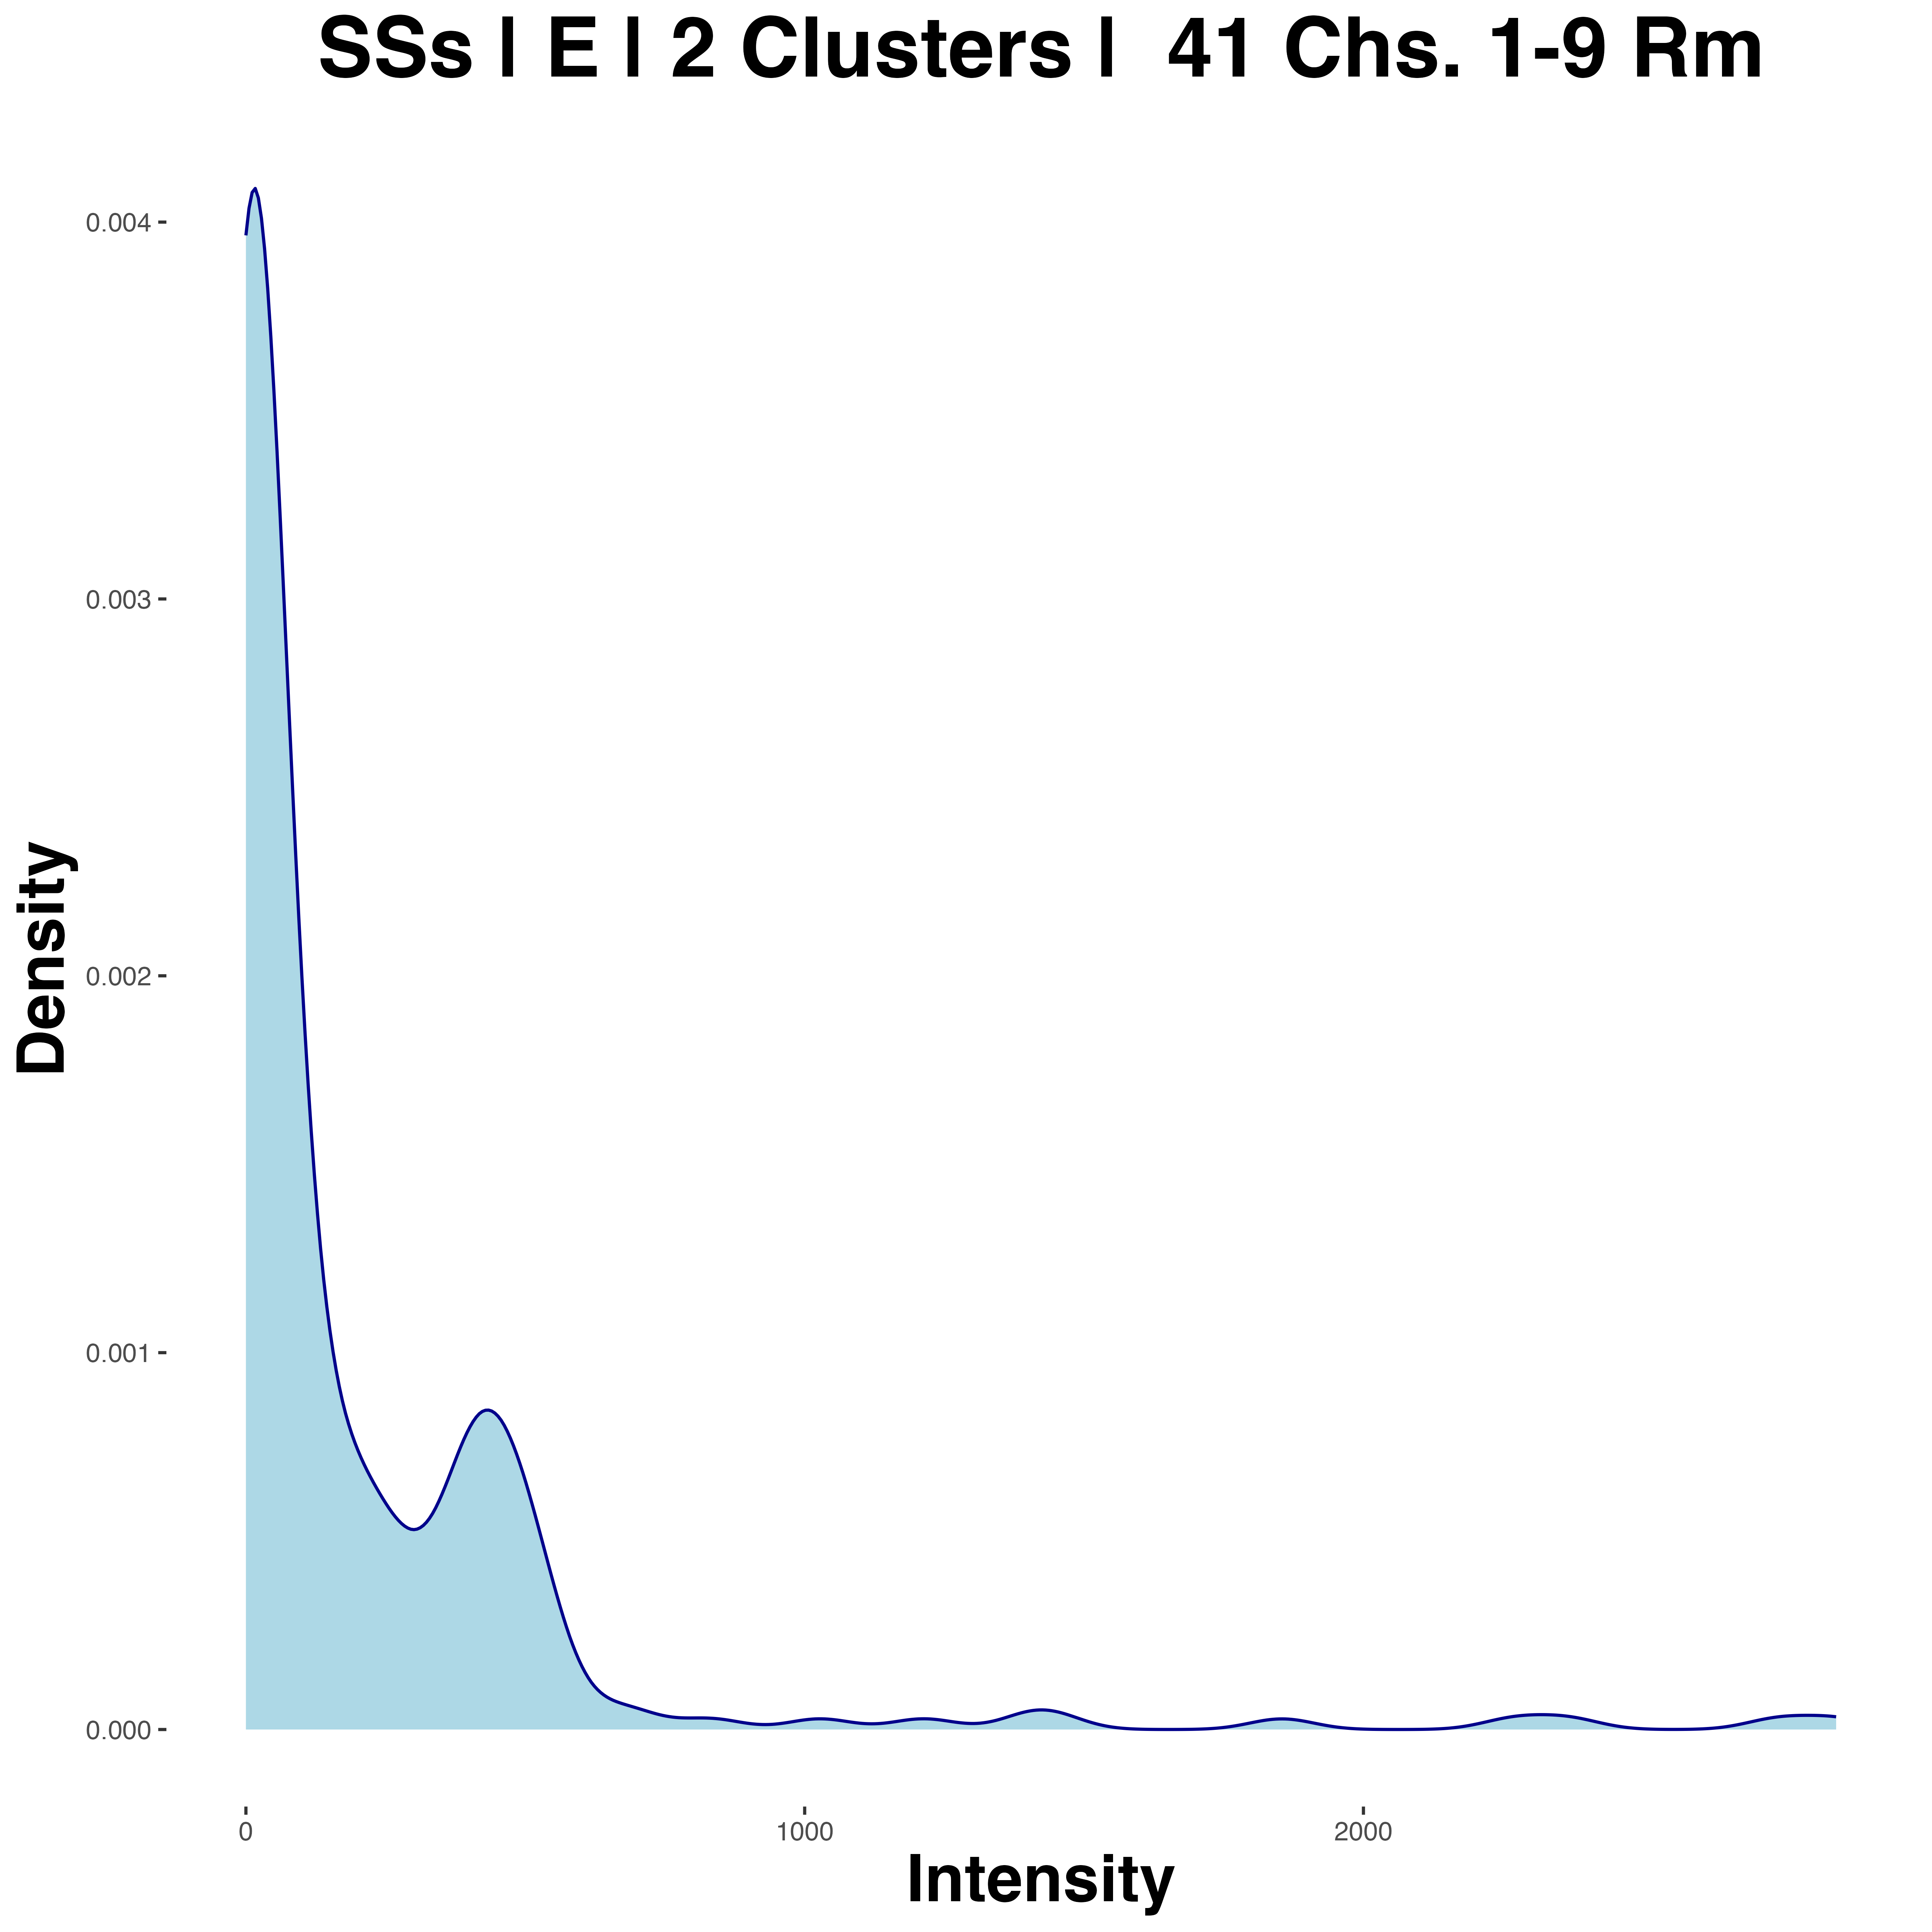 SSs | E | 2 Clusters | 41 Chs. 1-9 Rm
0.004
0.003
0.002
0.001
0.000
Density
0 1000 2000
Intensity